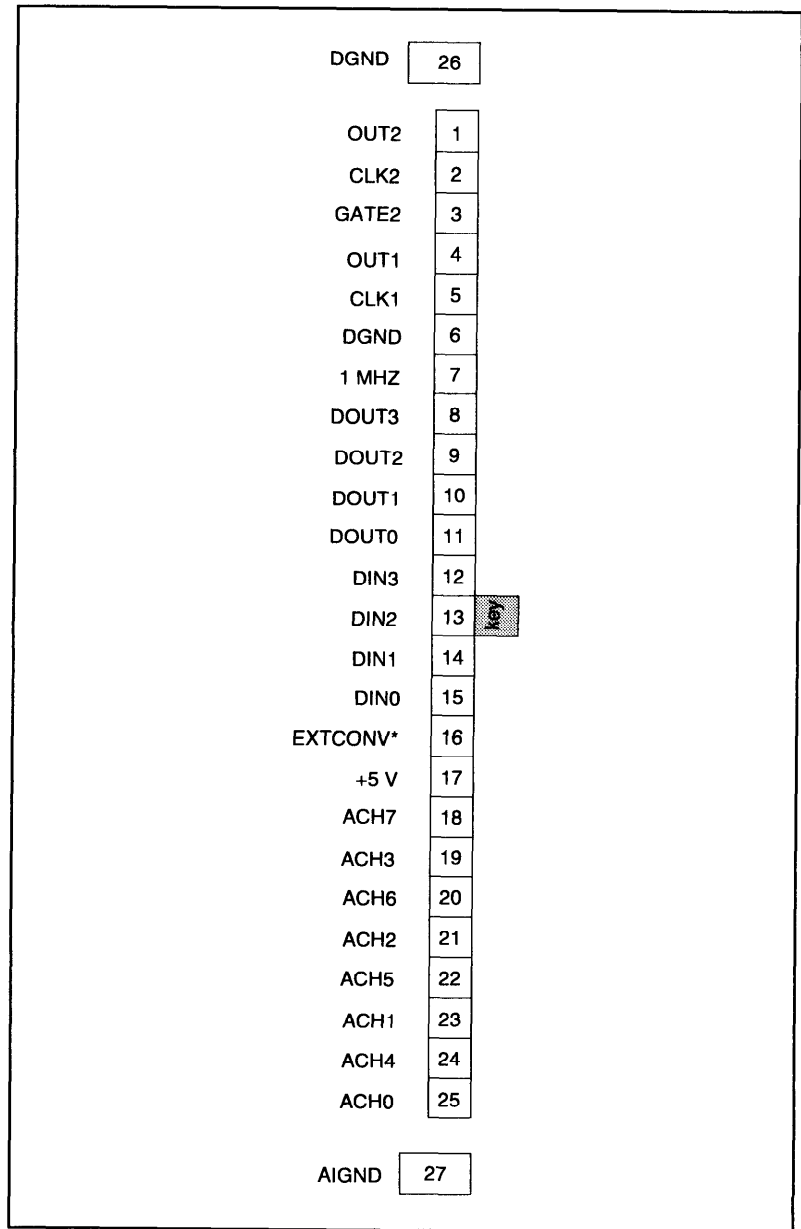 DGND 26
OUT2 1
CLK2 2
GATE2 3
OUT1 4
CLK1 5
DGND 6
1 MHZ 7
DOUT3 8
DOUT2 9
DOUT1 10
DOUT0 11
DIN3 12
DIN2 13 key
DIN1 14
DIN0 15
EXTCONV* 16
+5 V 17
ACH7 18
ACH3 19
ACH6 20
ACH2 21
ACH5 22
ACH1 23
ACH4 24
ACH0 25
AIGND 27